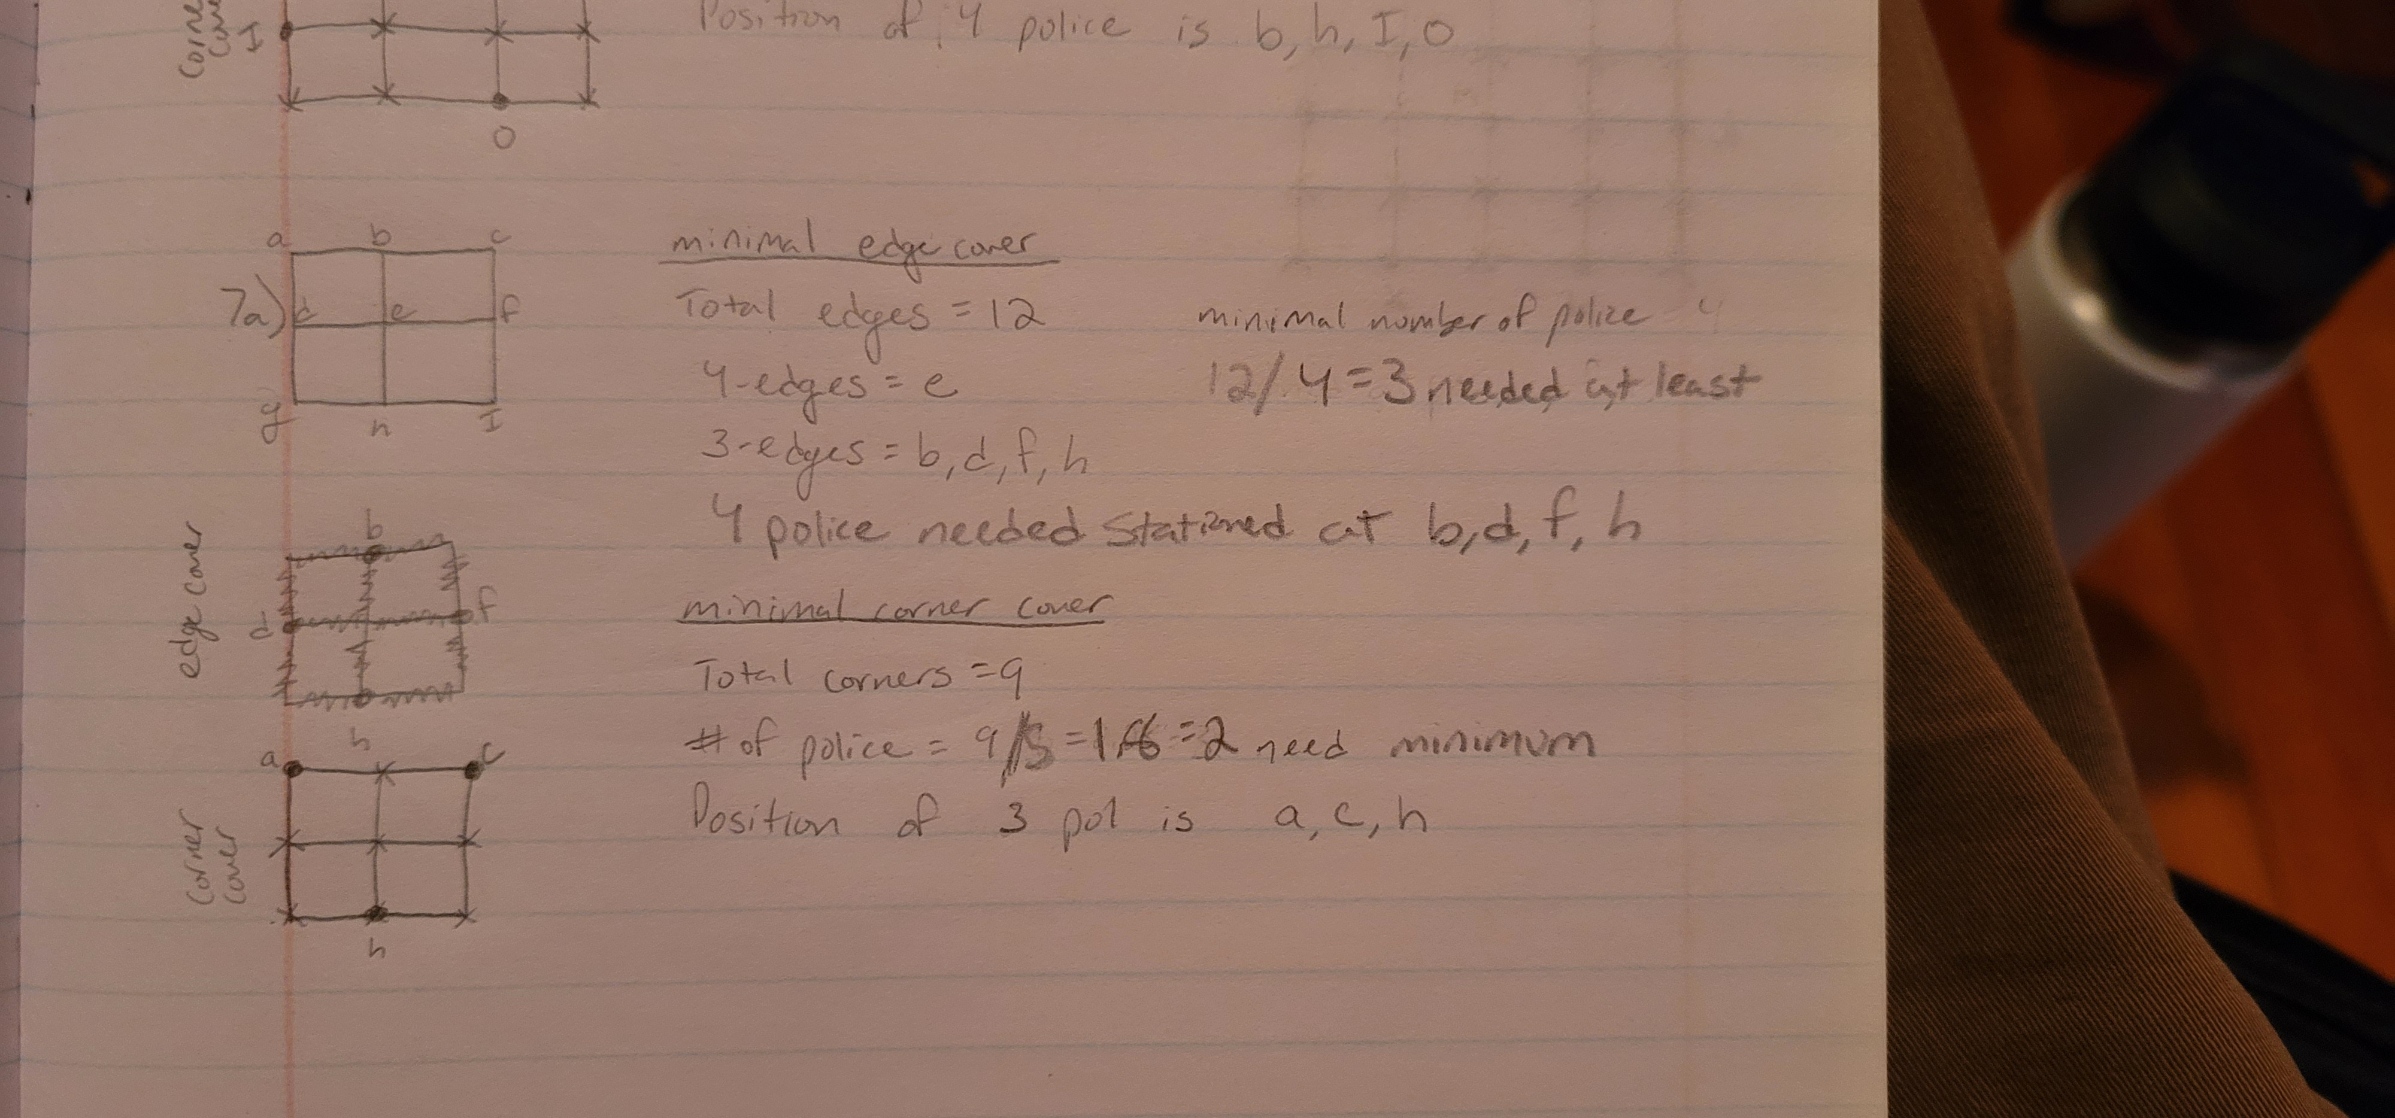 corner
cover
I
O
Position of 4 police is b, h, I, O
a b c
7a) d e f
g h I
minimal edge cover
Total edges = 12
minimal number of police 4
4-edges = e
12/4 = 3 needed at least
3-edges = b, d, f, h
4 police needed stationed at b, d, f, h
edge cover
b
d f
h
minimal corner cover
Total corners = 9
# of police = 9/5 = 1.6 = 2 need minimum
Position of 3 pol is a, c, h
corner
cover
a c
h